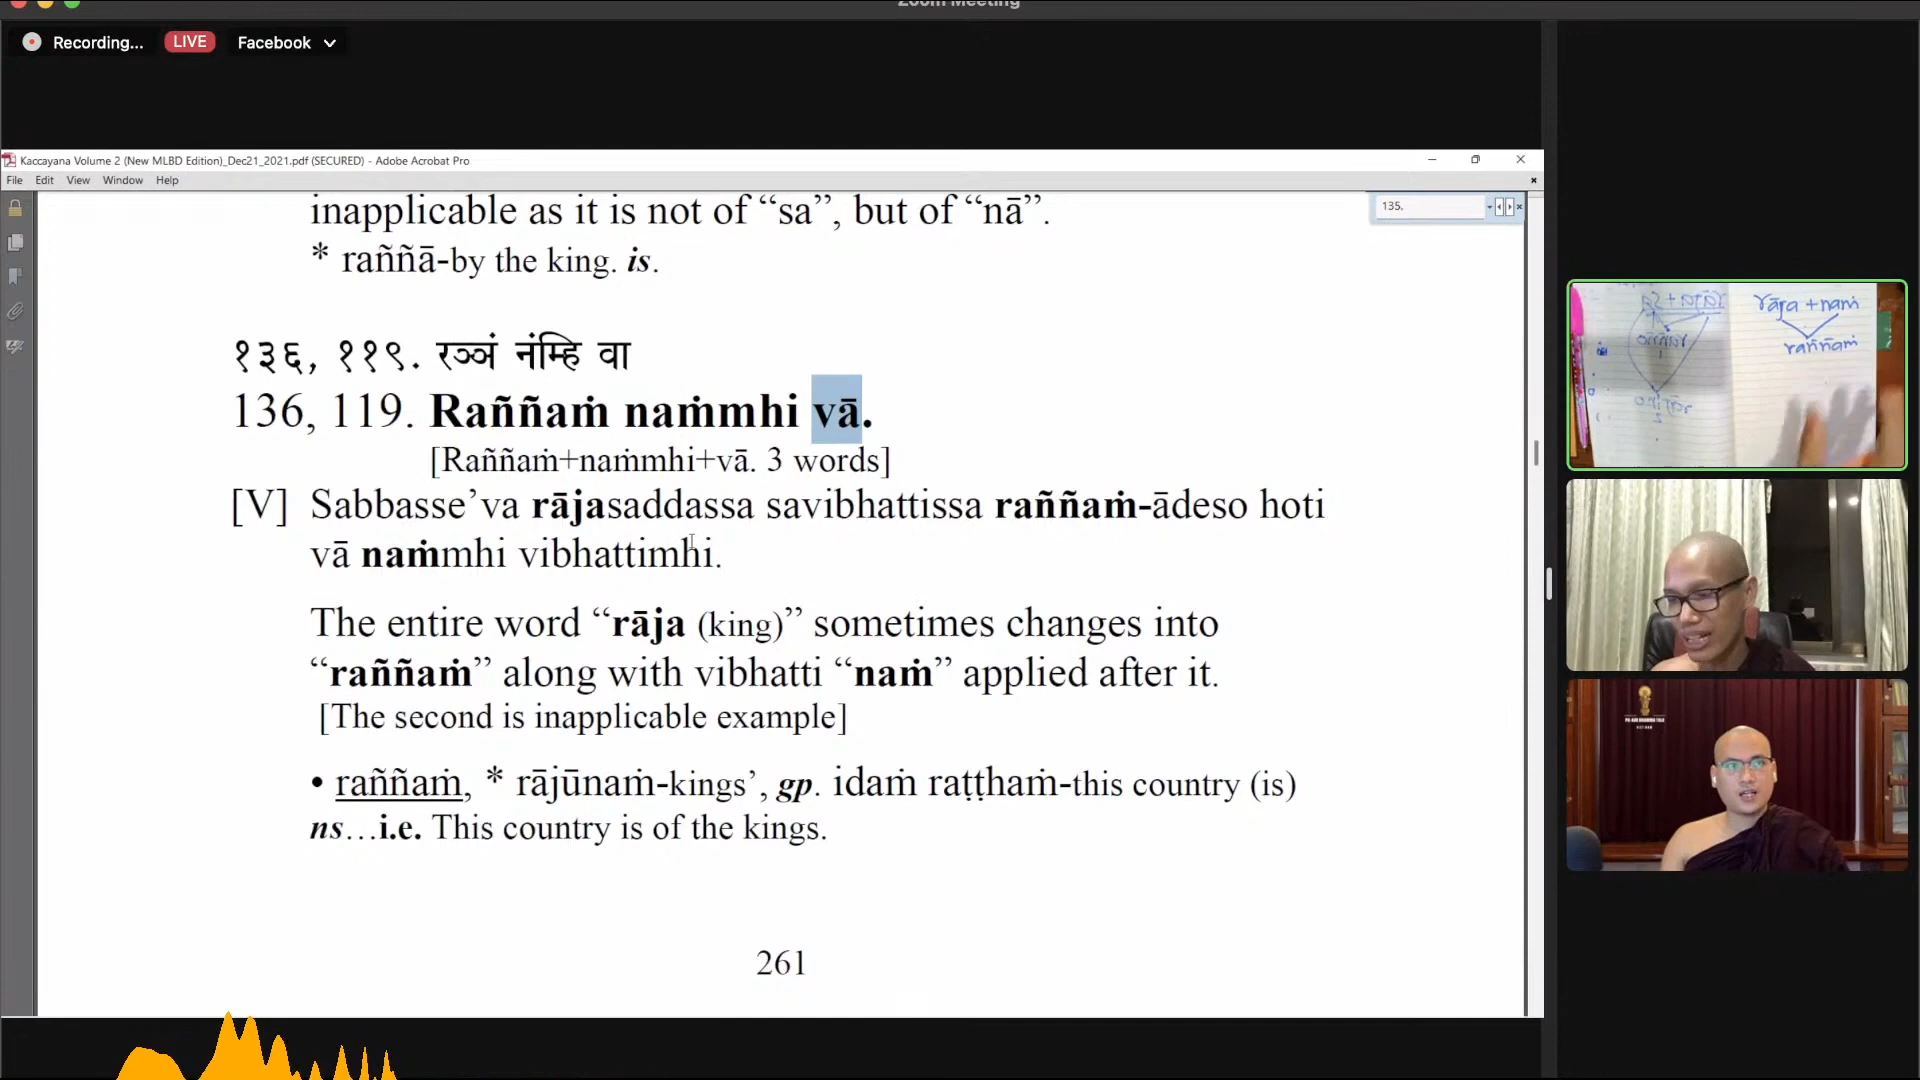 Zoom Meeting
Recording...
LIVE
Facebook
Kaccayana Volume 2 (New MLBD Edition)_Dec21_2021.pdf (SECURED) - Adobe Acrobat Pro
File Edit View Window Help
135.
inapplicable as it is not of “sa”, but of “nā”.
* raññā-by the king. is.
१३६, ११९. रञ्ञं नंम्हि वा
136, 119. Raññaṁ naṁmhi vā.
[Raññaṁ+naṁmhi+vā. 3 words]
[V] Sabbasse’va rājasaddassa savibhattissa raññaṁ-ādeso hoti
vā naṁmhi vibhattimhi.
The entire word “rāja (king)” sometimes changes into
“raññaṁ” along with vibhatti “naṁ” applied after it.
[The second is inapplicable example]
• raññaṁ, * rājūnaṁ-kings’, gp. idaṁ raṭṭhaṁ-this country (is)
ns...i.e. This country is of the kings.
261
rāja + naṁ
raññaṁ